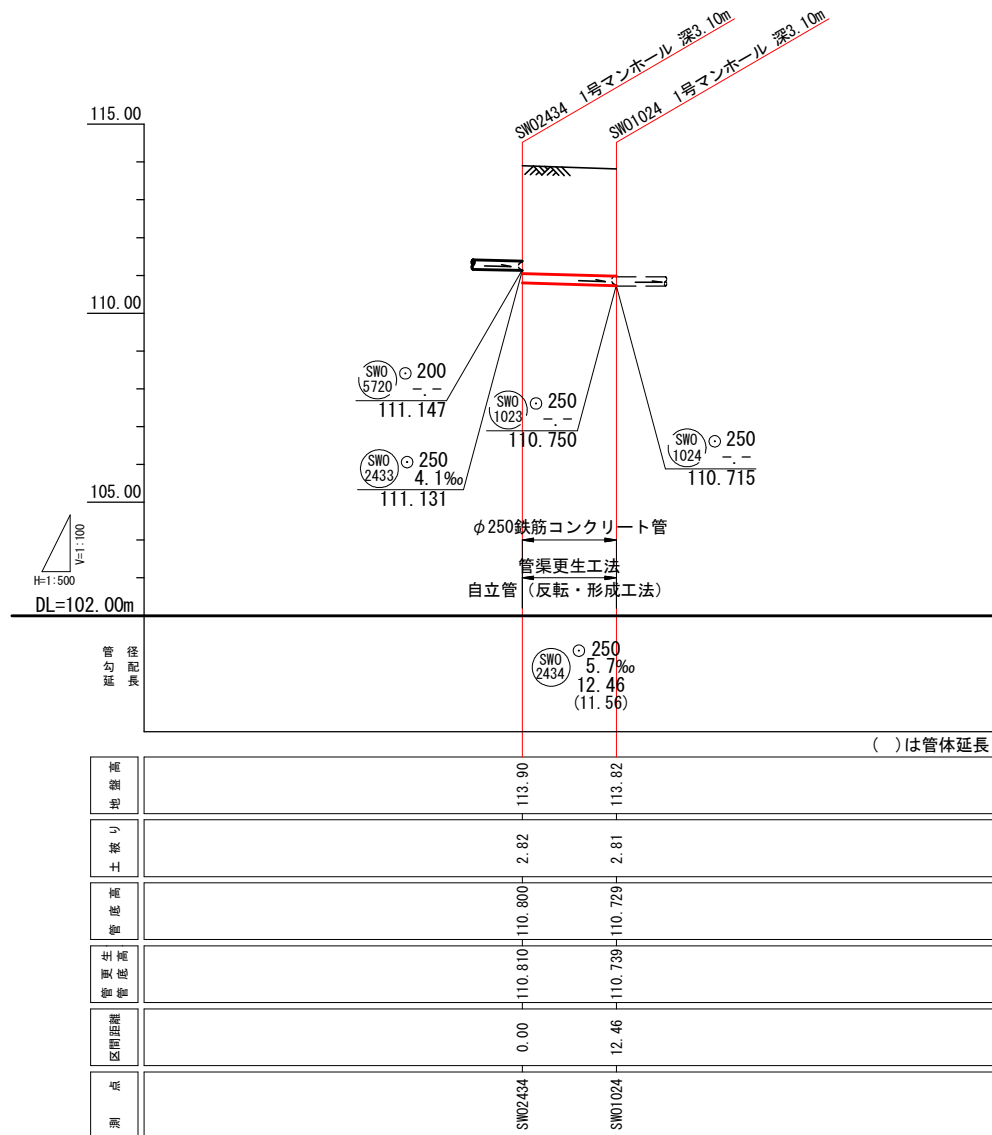 SWO2434 1号マンホール 深3.10m
SWO1024 1号マンホール 深3.10m
115.00
110.00
SWO
5720
200
-.-
111.147
SWO
1023
250
-.-
110.750
SWO
2433
250
4.1‰
111.131
SWO
1024
250
-.-
110.715
105.00
φ250鉄筋コンクリート管
V=1:100
H=1:500
管渠更生工法
自立管(反転・形成工法)
DL=102.00m
管径
勾配
延長
SWO
2434
250
5.7‰
12.46
(11.56)
( )は管体延長
地盤高
113.90
113.82
土被り
2.82
2.81
管底高
110.800
110.729
更生管
管底高
110.810
110.739
区間距離
0.00
12.46
測点
SWO2434
SWO1024